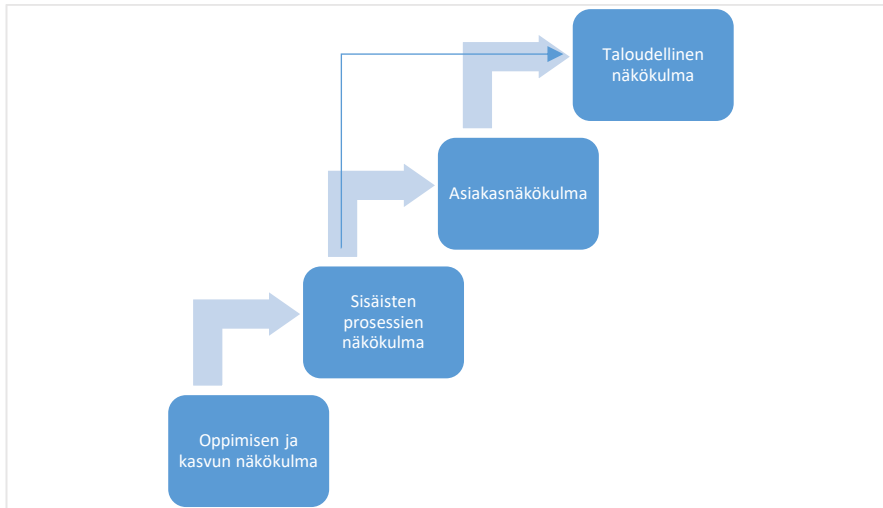 Taloudellinen
näkökulma
Asiakasnäkökulma
Sisäisten
prosessien
näkökulma
Oppimisen ja
kasvun näkökulma